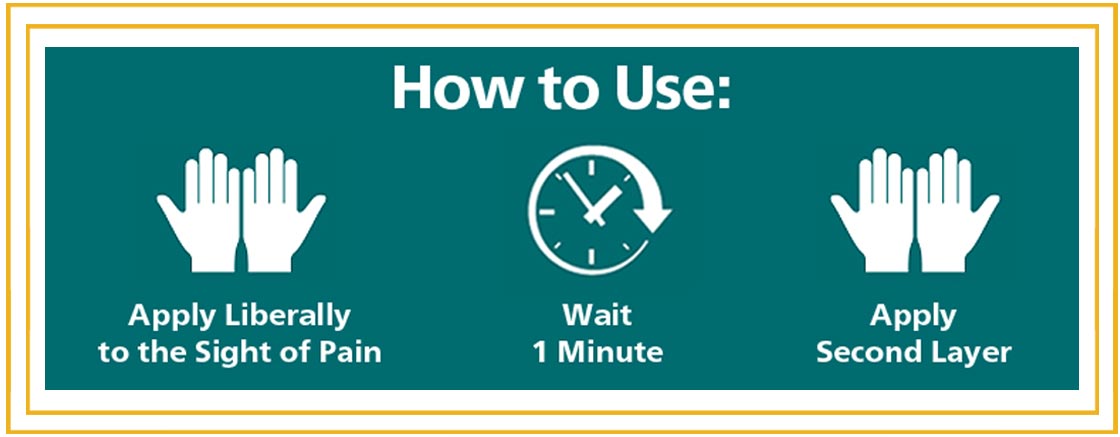 How to Use:
Apply Liberally
to the Sight of Pain
Wait
1 Minute
Apply
Second Layer